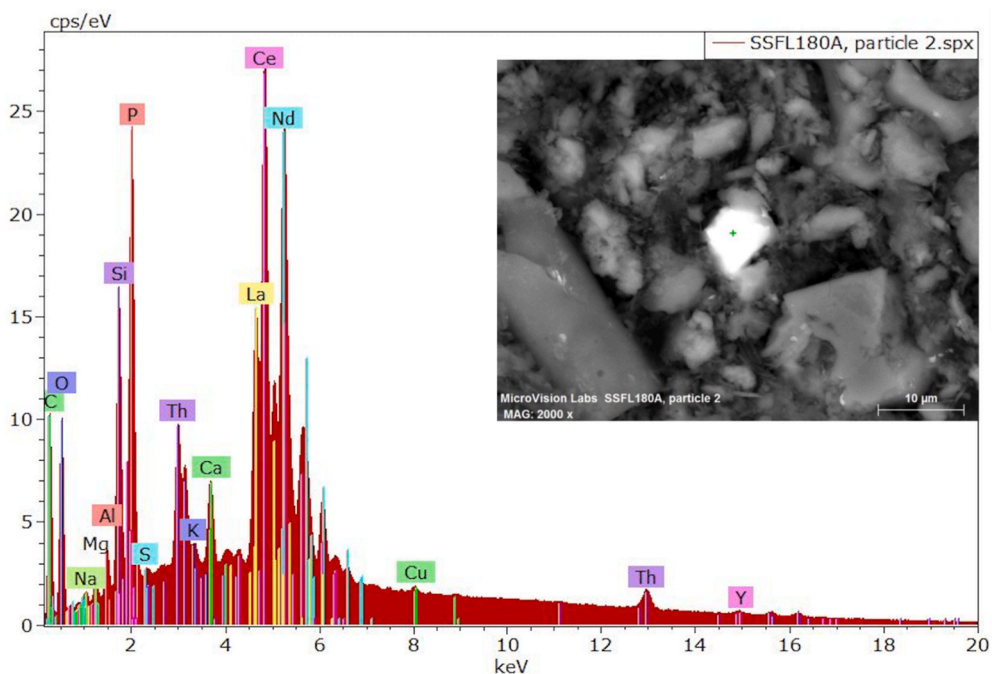 cps/eV
SSFL180A, particle 2.spx
Ce
P
Nd
25
20
Si
La
15
O
C
10
Th
Ca
Al
K
5
Mg
S
Na
Cu
Th
Y
0
2 4 6 8 10 12 14 16 18 20
keV
MicroVision Labs SSFL180A, particle 2
MAG: 2000 x
10 µm